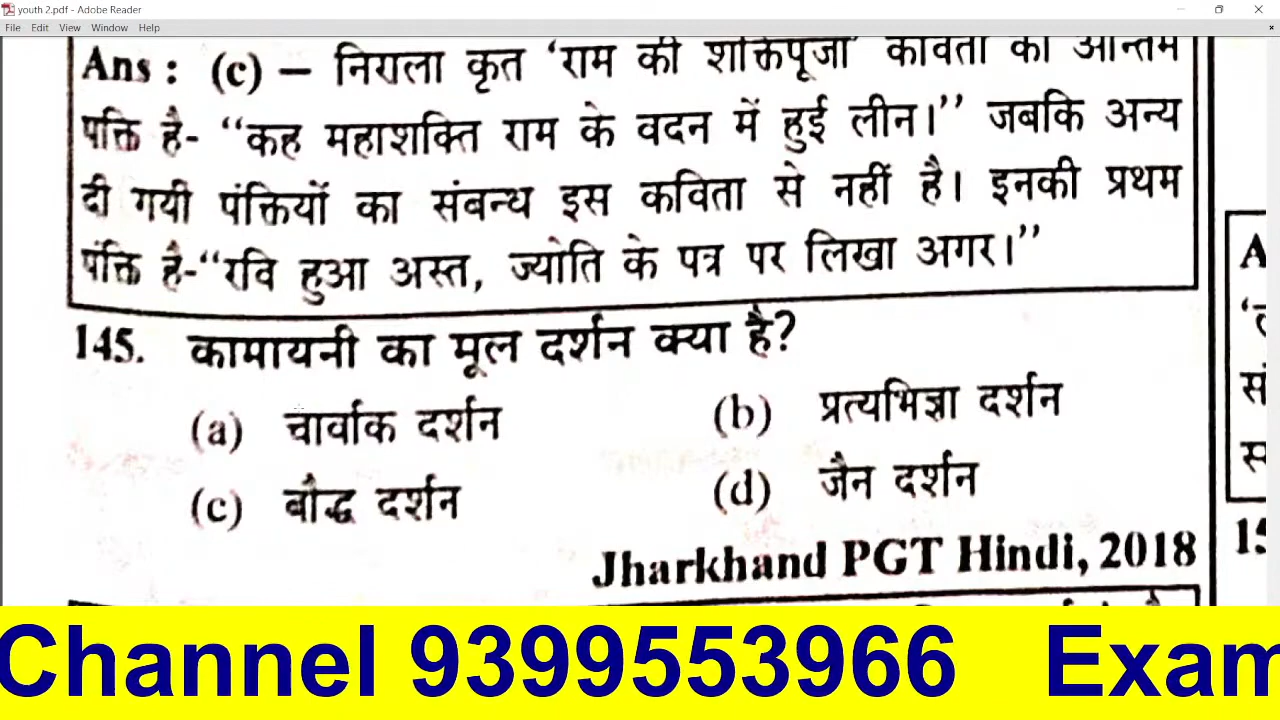 youth 2.pdf - Adobe Reader
File Edit View Window Help
Ans : (c) – निराला कृत ‘राम की शक्तिपूजा’ कविता की अन्तिम
पंक्ति है- “कह महाशक्ति राम के वदन में हुई लीन।” जबकि अन्य
दी गयी पंक्तियों का संबन्ध इस कविता से नहीं है। इनकी प्रथम
पंक्ति है-“रवि हुआ अस्त, ज्योति के पत्र पर लिखा अगर।”
145. कामायनी का मूल दर्शन क्या है?
(a) चार्वाक दर्शन (b) प्रत्यभिज्ञा दर्शन
(c) बौद्ध दर्शन (d) जैन दर्शन
Jharkhand PGT Hindi, 2018
Channel 9399553966 Exam